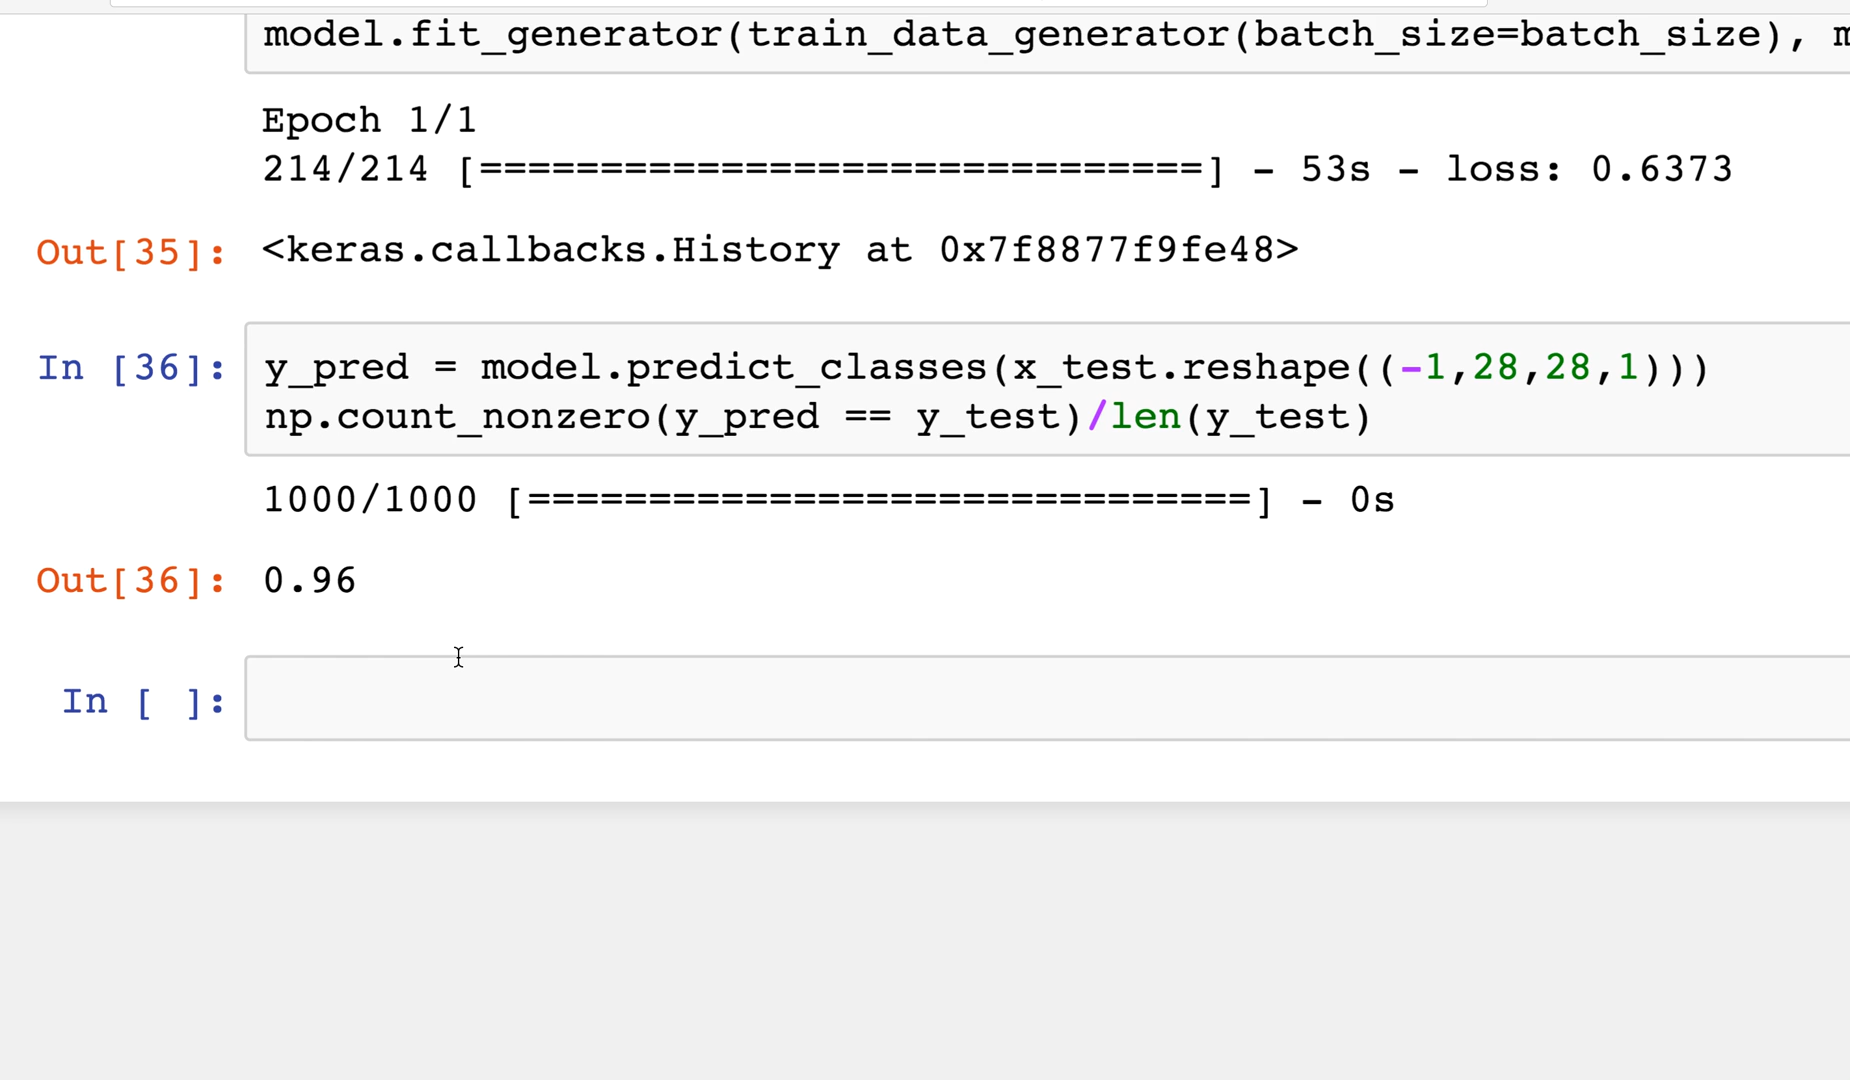 model.fit_generator(train_data_generator(batch_size=batch_size), m
Epoch 1/1
214/214 [==============================] - 53s - loss: 0.6373
Out[35]: <keras.callbacks.History at 0x7f8877f9fe48>
In [36]: y_pred = model.predict_classes(x_test.reshape((-1,28,28,1)))
np.count_nonzero(y_pred == y_test)/len(y_test)
1000/1000 [==============================] - 0s
Out[36]: 0.96
In [ ]: